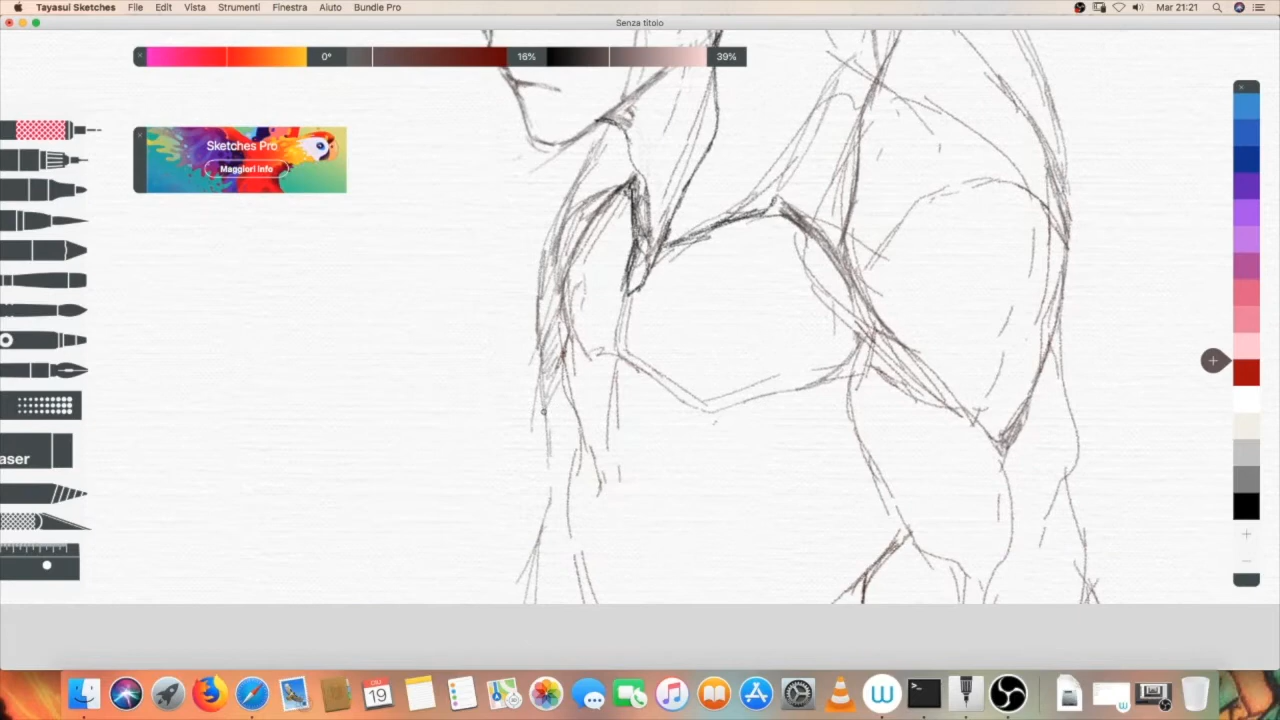 Tayasui Sketches File Edit Vista Strumenti Finestra Aiuto Bundle Pro Mar 21:21
Senza titolo
0° 16% 39%
Sketches Pro
Maggiori info
aser
19